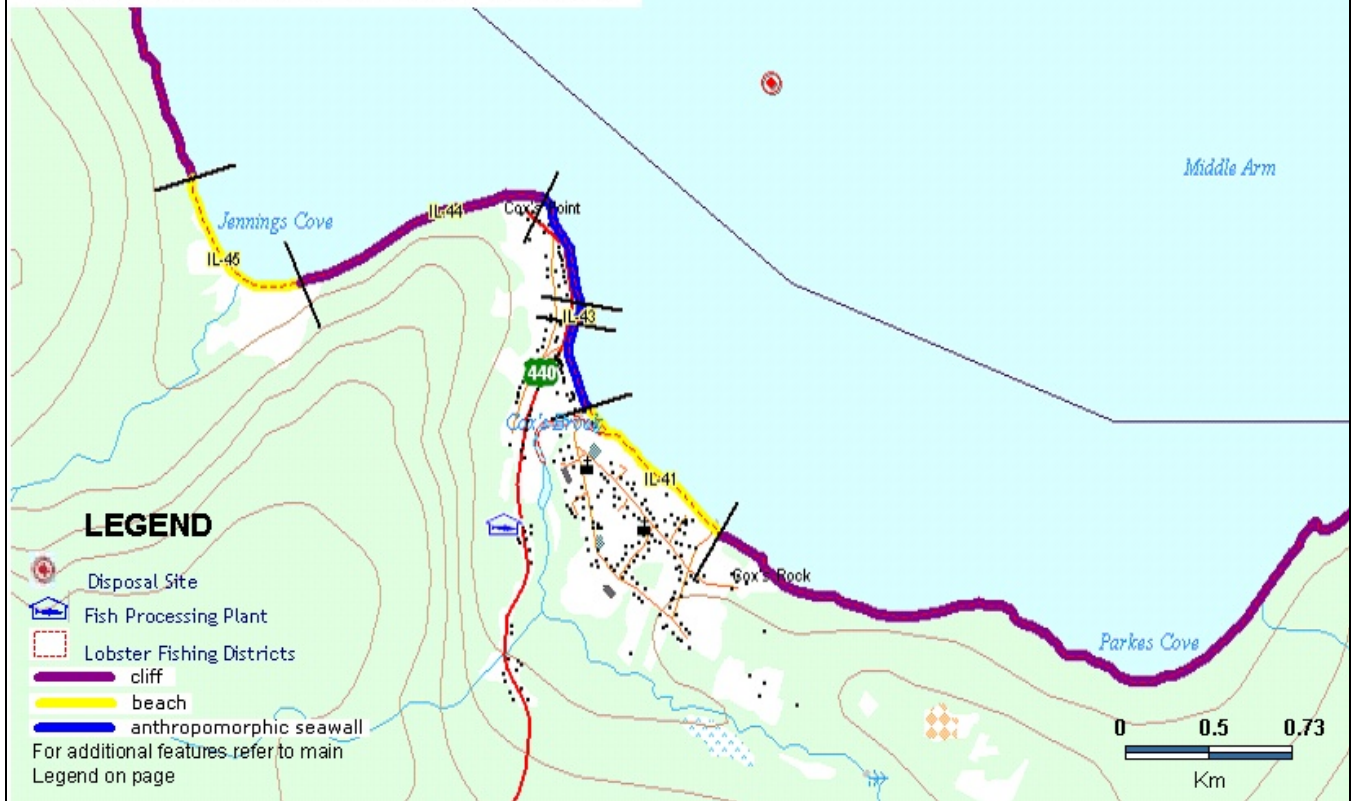 Middle Arm
Jennings Cove
IL-44
Cox's Point
IL-45
IL-43
440
Cox's Brook
IL-41
LEGEND
Cox's Rock
Disposal Site
Fish Processing Plant
Lobster Fishing Districts
Parkes Cove
cliff
beach
anthropomorphic seawall
For additional features refer to main
Legend on page
0 0.5 0.73
Km